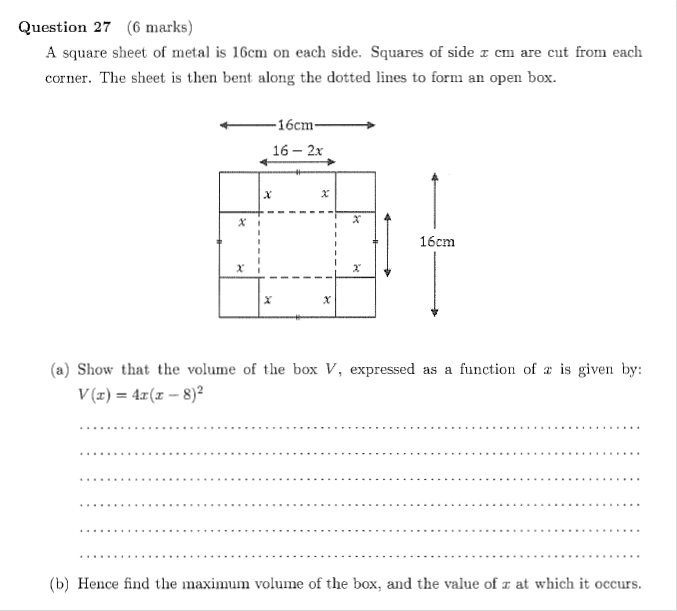 Question 27 (6 marks)
A square sheet of metal is 16cm on each side. Squares of side x cm are cut from each
corner. The sheet is then bent along the dotted lines to form an open box.
16cm
16 – 2x
x x
x x
16cm
x x
x x
(a) Show that the volume of the box V, expressed as a function of x is given by:
V(x) = 4x(x – 8)²
(b) Hence find the maximum volume of the box, and the value of x at which it occurs.